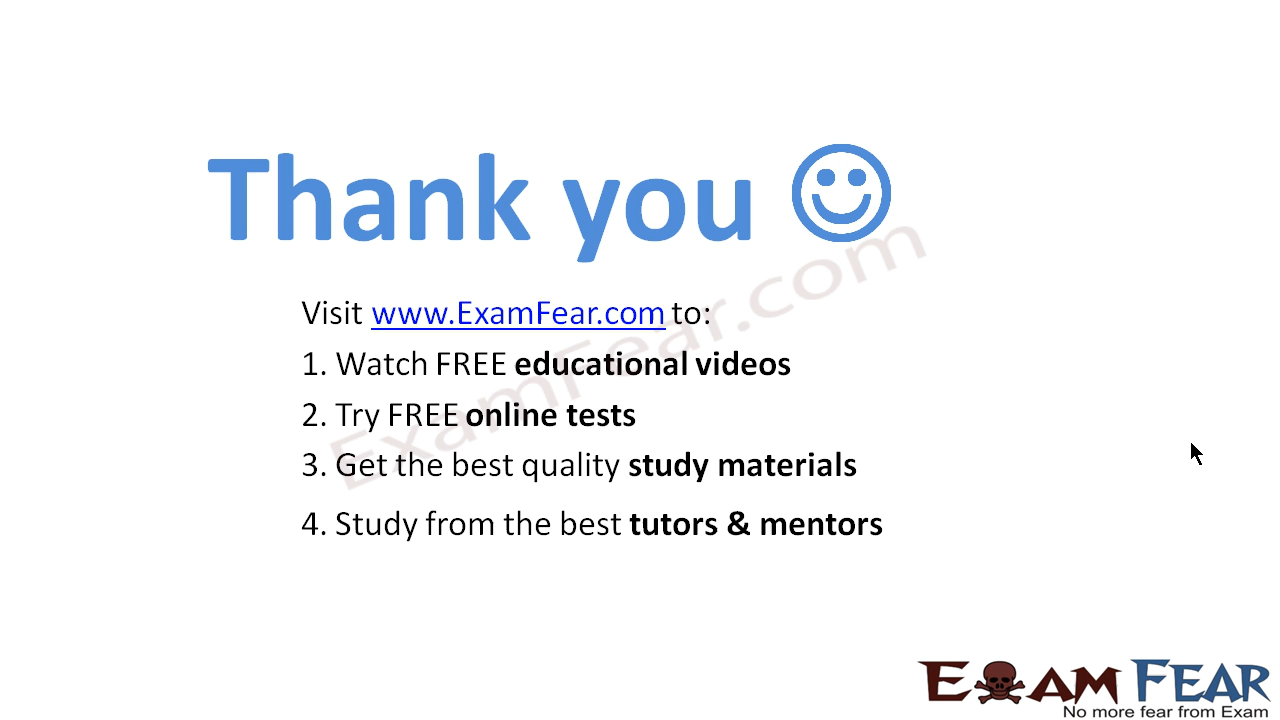 Thank you
Visit www.ExamFear.com to:
1. Watch FREE educational videos
2. Try FREE online tests
3. Get the best quality study materials
4. Study from the best tutors & mentors
ExamFear.com
EXAM FEAR
No more fear from Exam